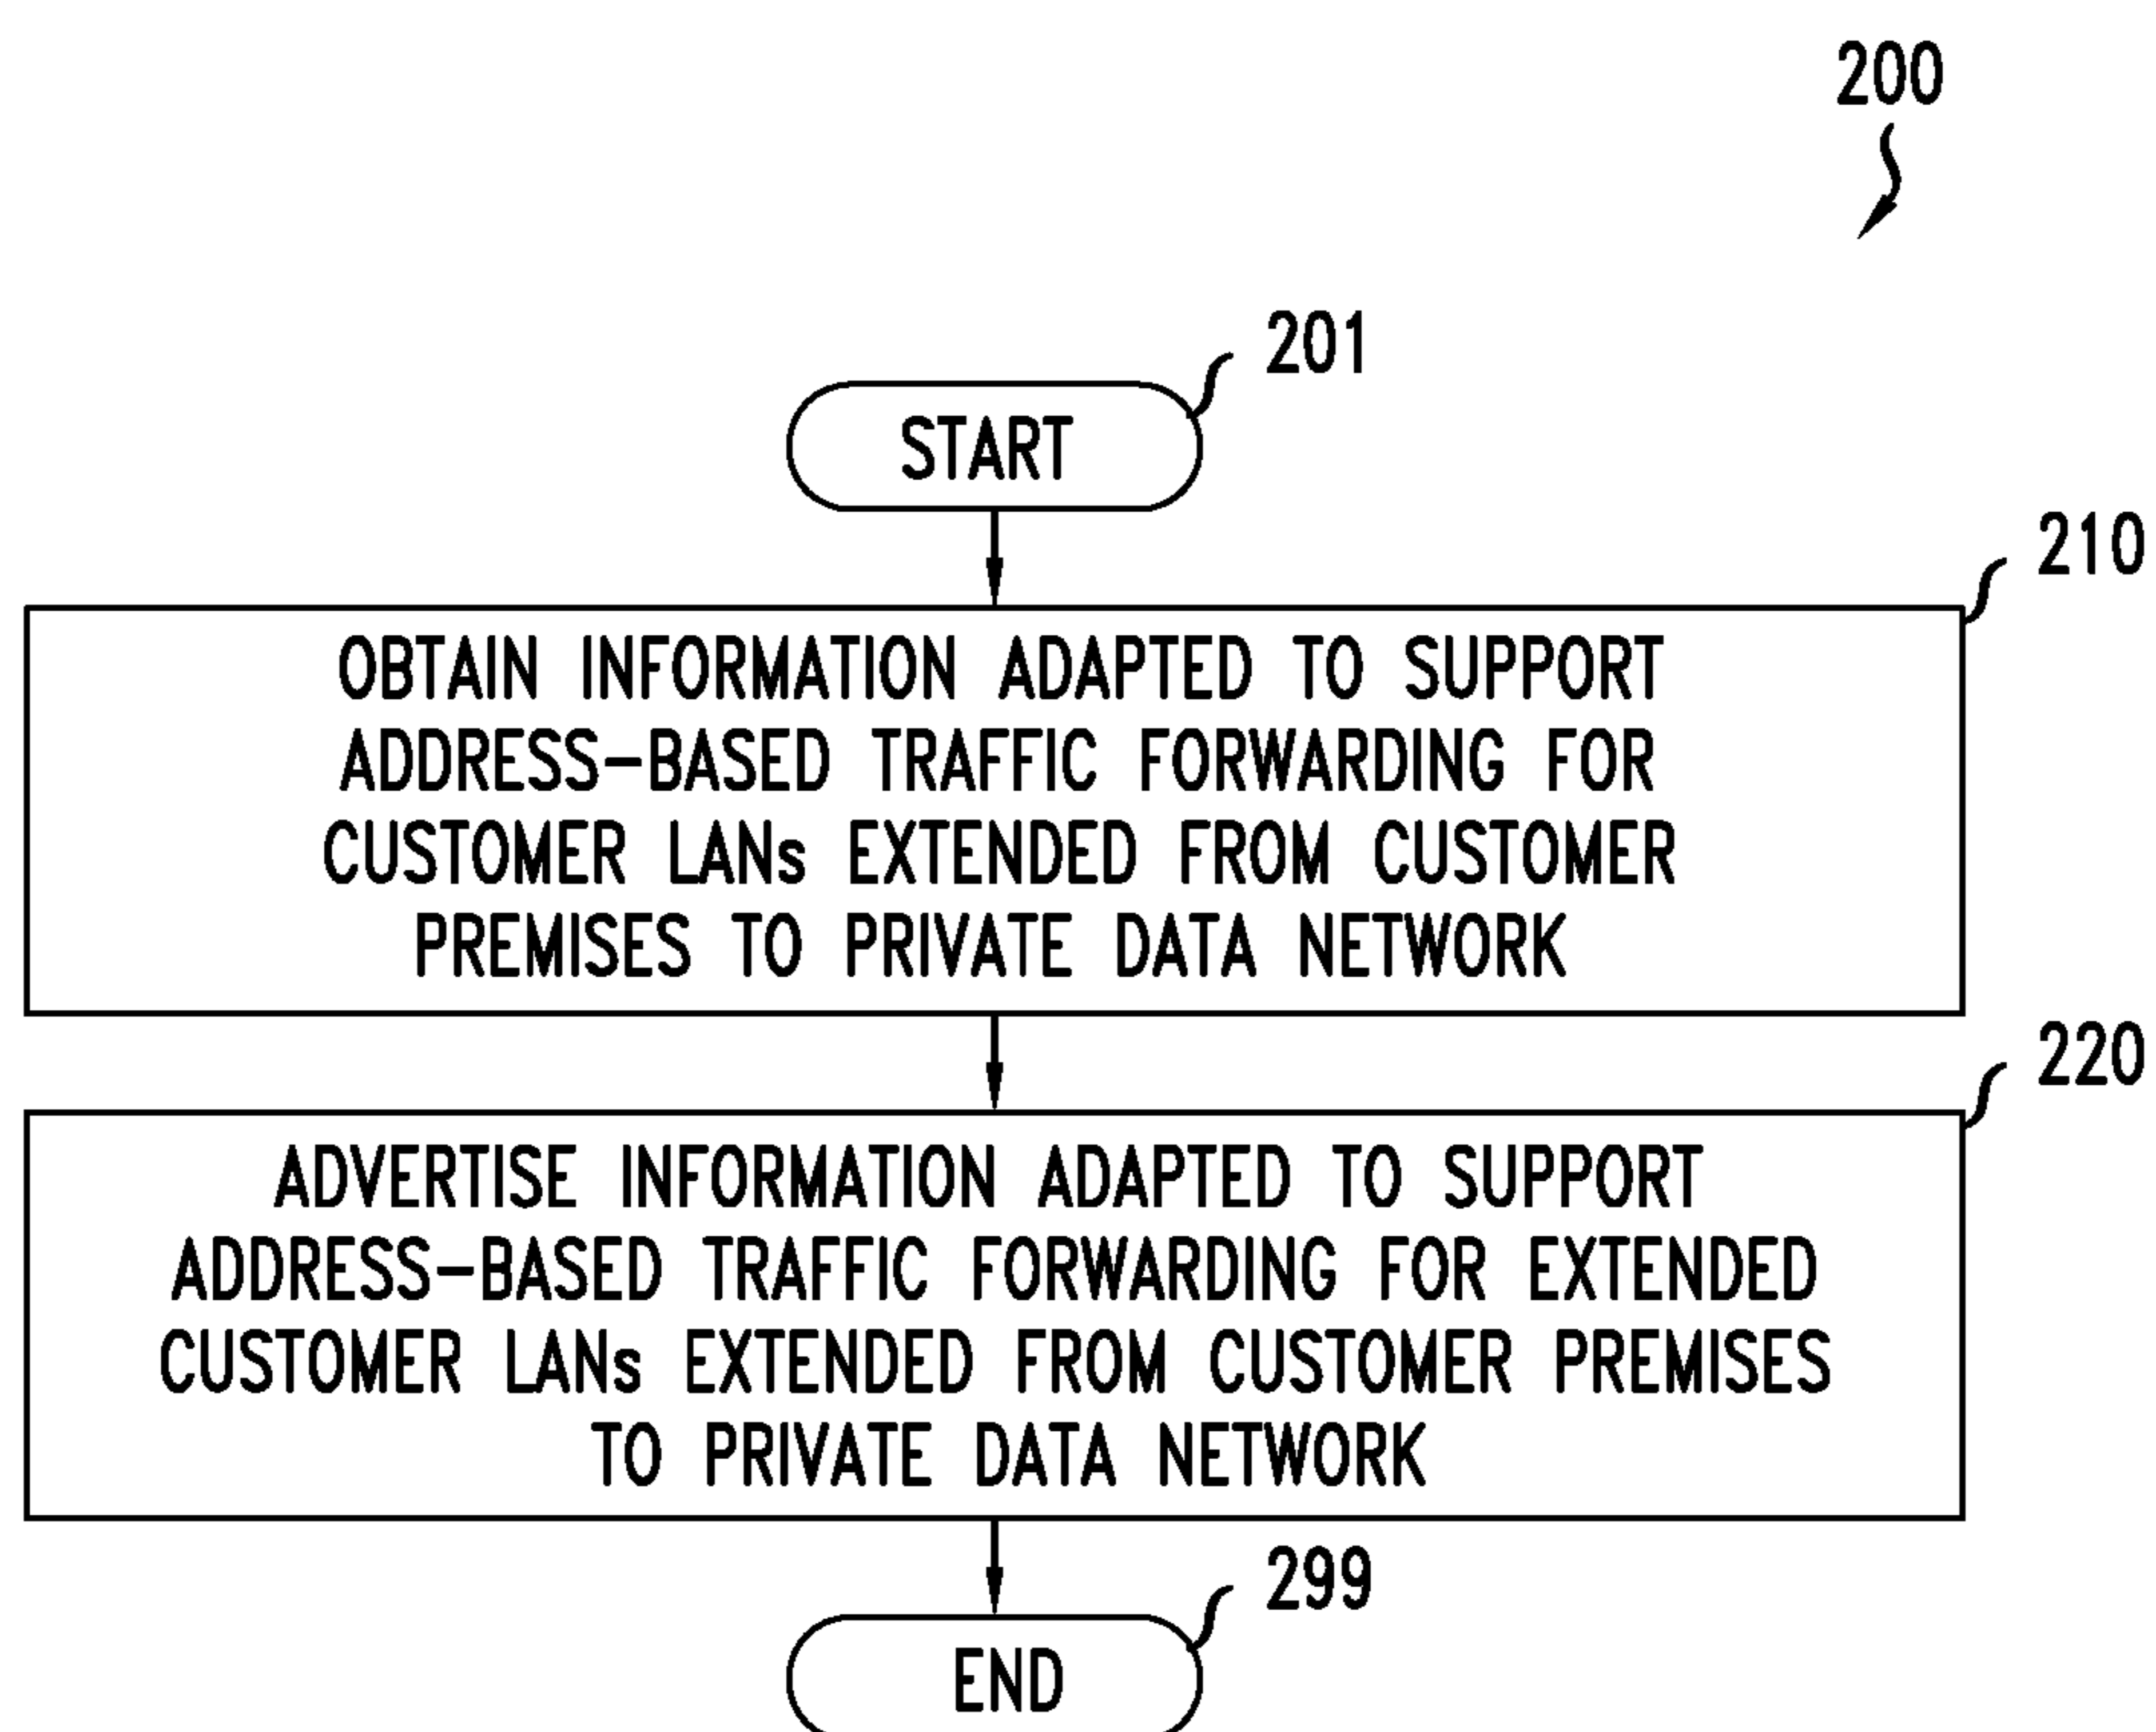 200
201
START
210
OBTAIN INFORMATION ADAPTED TO SUPPORT
ADDRESS-BASED TRAFFIC FORWARDING FOR
CUSTOMER LANs EXTENDED FROM CUSTOMER
PREMISES TO PRIVATE DATA NETWORK
220
ADVERTISE INFORMATION ADAPTED TO SUPPORT
ADDRESS-BASED TRAFFIC FORWARDING FOR EXTENDED
CUSTOMER LANs EXTENDED FROM CUSTOMER PREMISES
TO PRIVATE DATA NETWORK
299
END